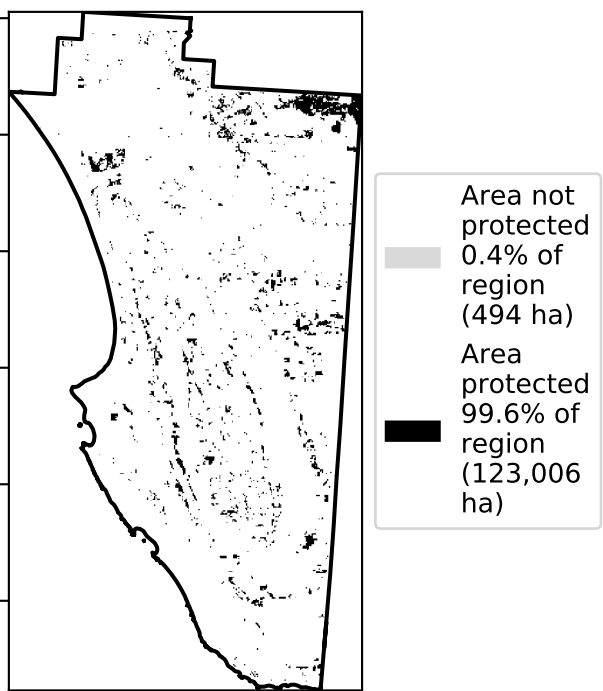 Area not
protected
0.4% of
region
(494 ha)
Area
protected
99.6% of
region
(123,006
ha)